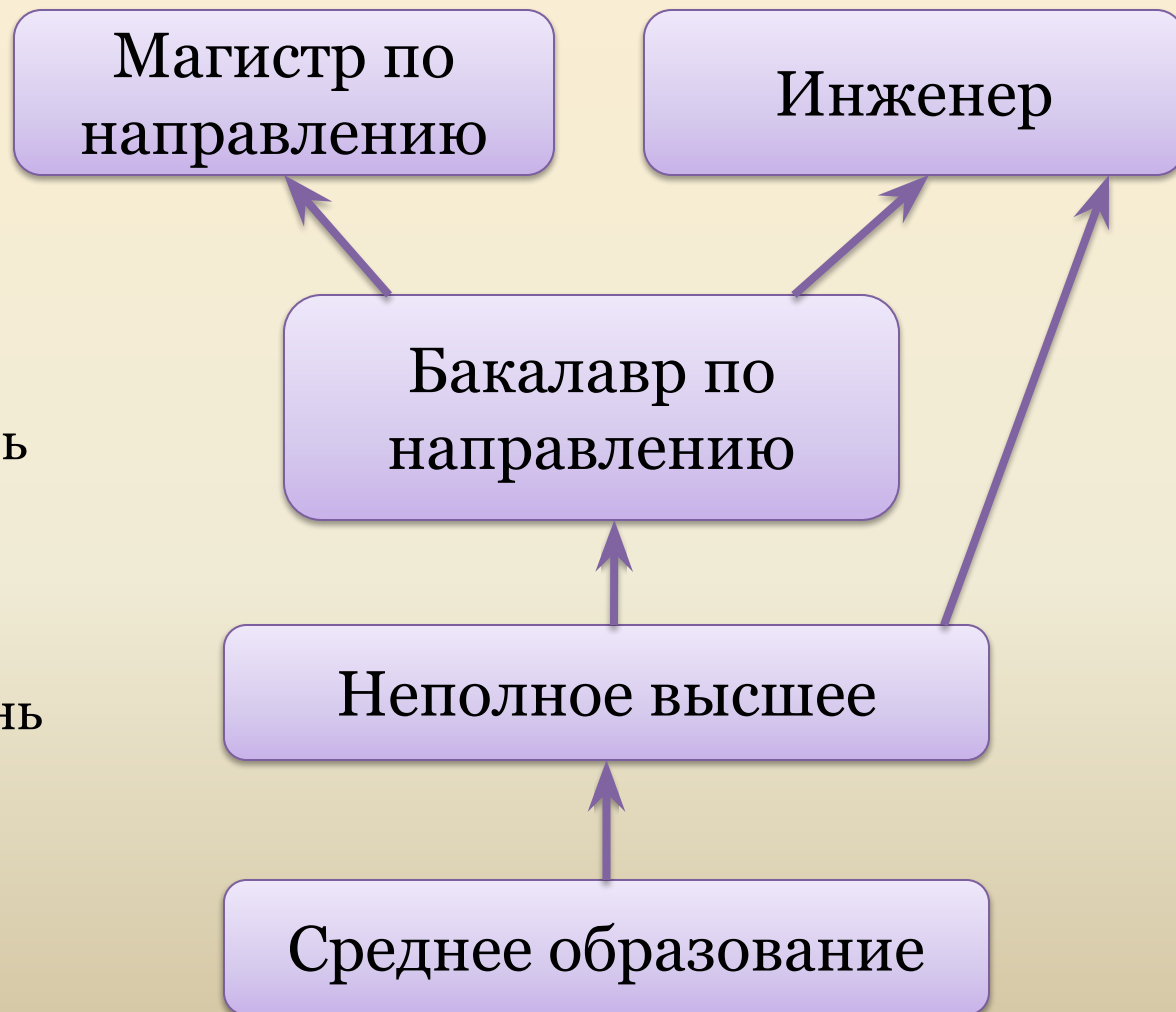 Магистр по
направлению
Инженер
Бакалавр по
направлению
Неполное высшее
Среднее образование